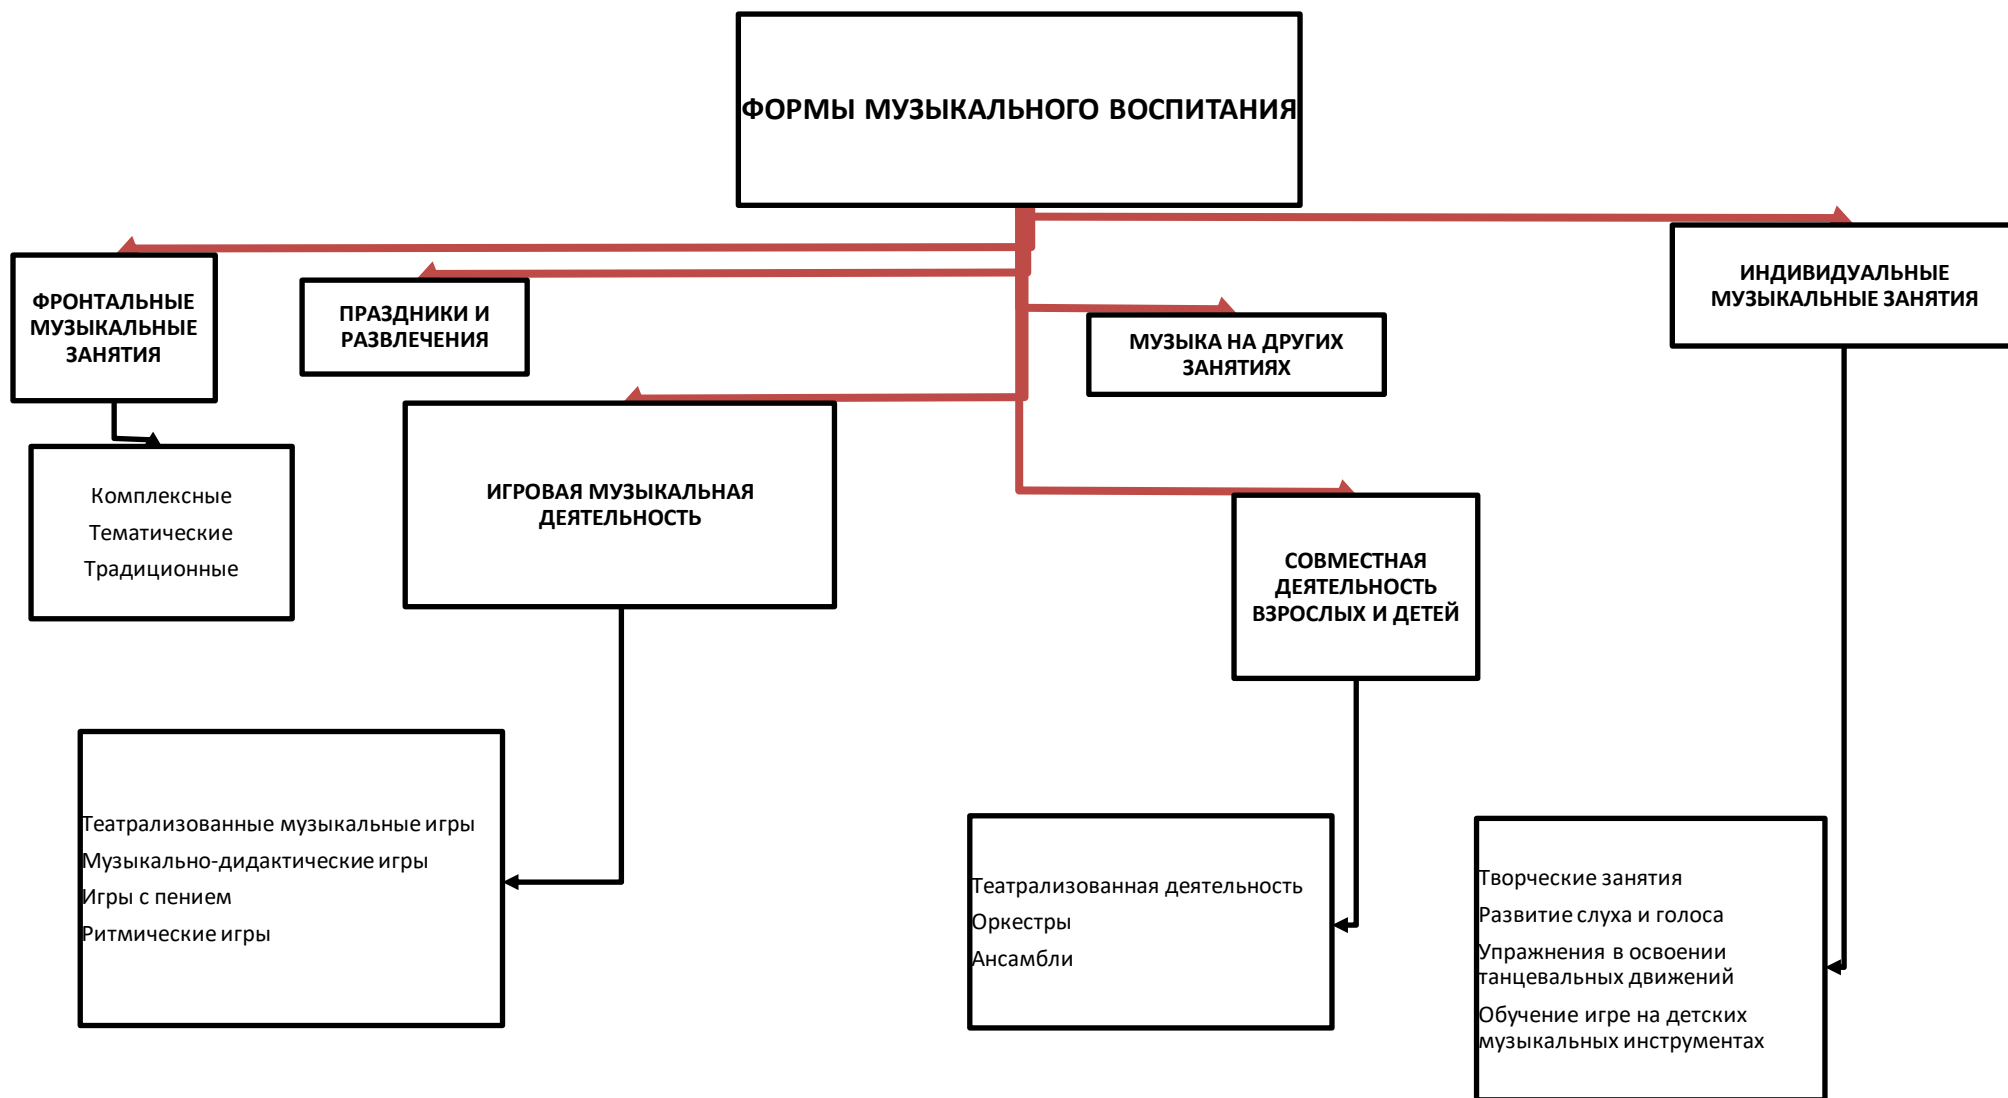 ФОРМЫ МУЗЫКАЛЬНОГО ВОСПИТАНИЯ
ФРОНТАЛЬНЫЕ
МУЗЫКАЛЬНЫЕ
ЗАНЯТИЯ
ПРАЗДНИКИ И
РАЗВЛЕЧЕНИЯ
МУЗЫКА НА ДРУГИХ
ЗАНЯТИЯХ
ИНДИВИДУАЛЬНЫЕ
МУЗЫКАЛЬНЫЕ ЗАНЯТИЯ
Комплексные
Тематические
Традиционные
ИГРОВАЯ МУЗЫКАЛЬНАЯ
ДЕЯТЕЛЬНОСТЬ
СОВМЕСТНАЯ
ДЕЯТЕЛЬНОСТЬ
ВЗРОСЛЫХ И ДЕТЕЙ
Театрализованные музыкальные игры
Музыкально-дидактические игры
Игры с пением
Ритмические игры
Театрализованная деятельность
Оркестры
Ансамбли
Творческие занятия
Развитие слуха и голоса
Упражнения в освоении
танцевальных движений
Обучение игре на детских
музыкальных инструментах